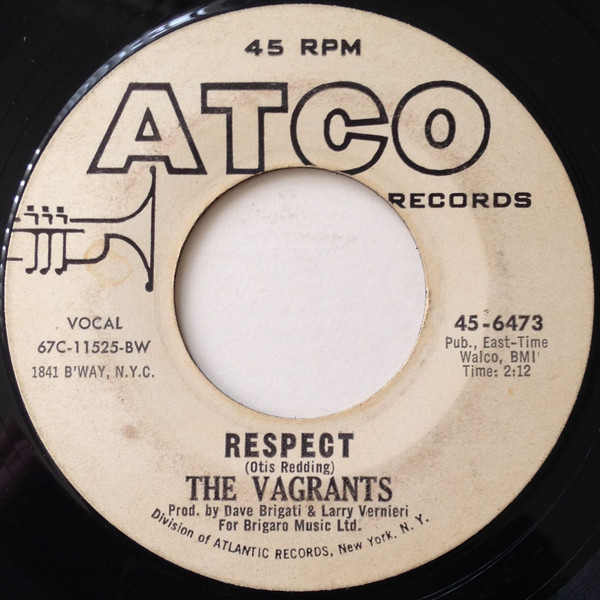 45 RPM
ATCO
RECORDS
VOCAL
67C-11525-BW
1841 B'WAY, N.Y.C.
45-6473
Pub., East-Time
Walco, BMI
Time: 2:12
RESPECT
(Otis Redding)
THE VAGRANTS
Prod. by Dave Brigati & Larry Vernieri
For Brigaro Music Ltd.
Division of ATLANTIC RECORDS, New York, N. Y.